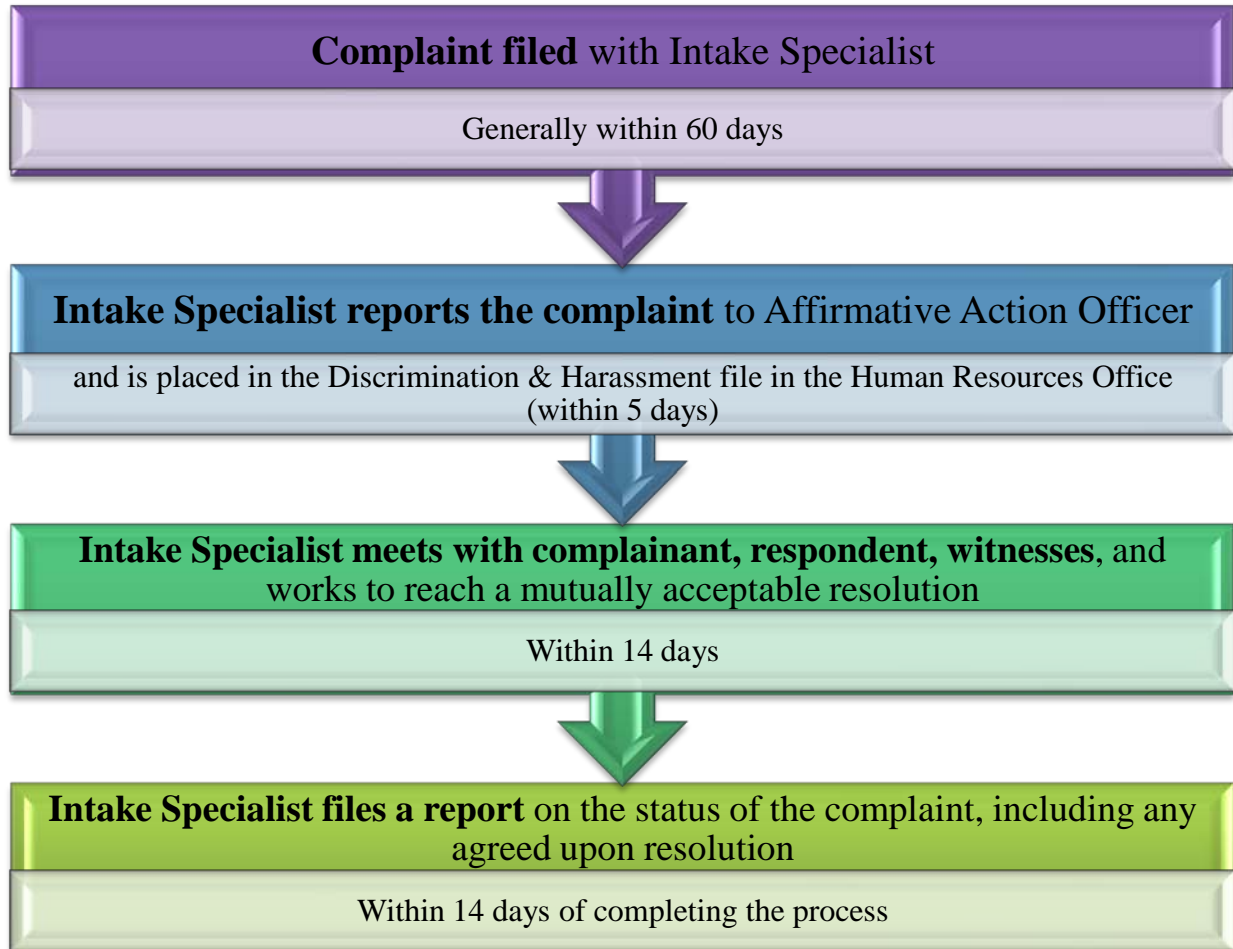 Complaint filed with Intake Specialist
Generally within 60 days
Intake Specialist reports the complaint to Affirmative Action Officer
and is placed in the Discrimination & Harassment file in the Human Resources Office
(within 5 days)
Intake Specialist meets with complainant, respondent, witnesses, and
works to reach a mutually acceptable resolution
Within 14 days
Intake Specialist files a report on the status of the complaint, including any
agreed upon resolution
Within 14 days of completing the process